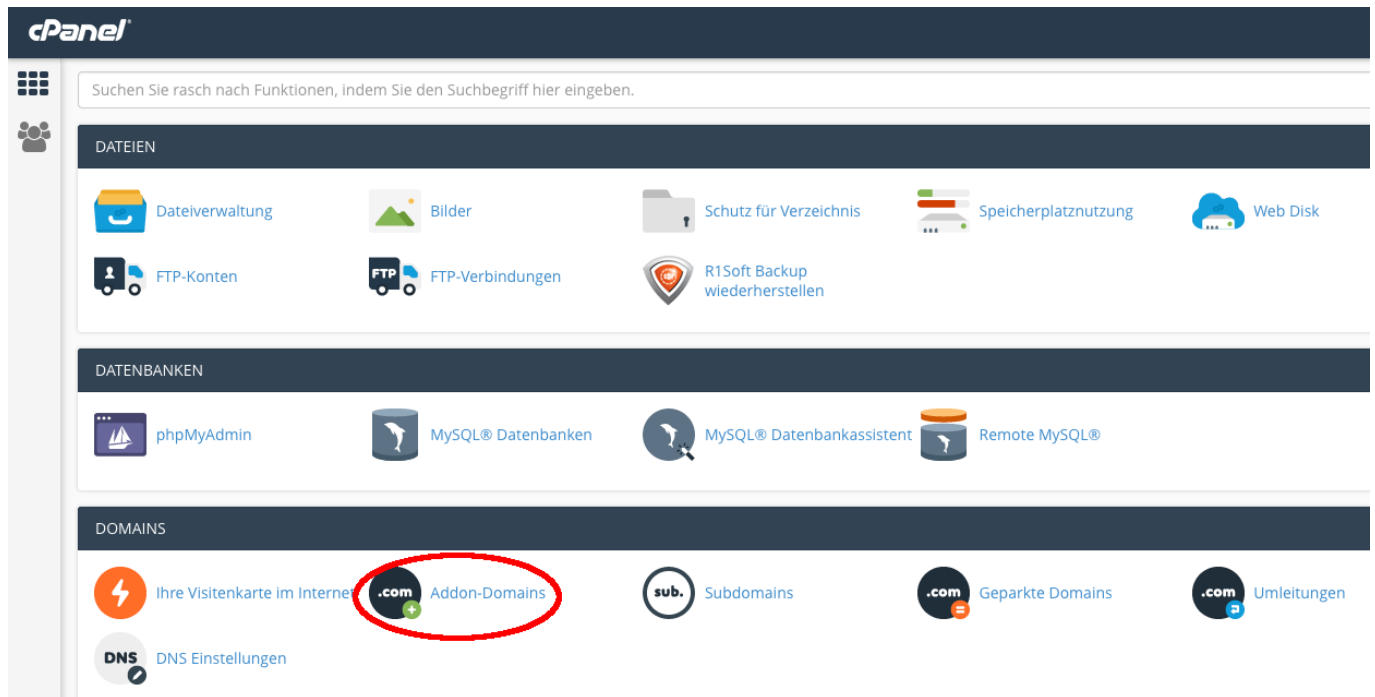 cPanel®
Suchen Sie rasch nach Funktionen, indem Sie den Suchbegriff hier eingeben.
DATEIEN
Dateiverwaltung
Bilder
Schutz für Verzeichnis
Speicherplatznutzung
Web Disk
FTP-Konten
FTP
FTP-Verbindungen
R1Soft Backup
wiederherstellen
DATENBANKEN
phpMyAdmin
MySQL® Datenbanken
MySQL® Datenbankassistent
Remote MySQL®
DOMAINS
Ihre Visitenkarte im Internet
.com
Addon-Domains
sub.
Subdomains
.com
Geparkte Domains
.com
Umleitungen
DNS
DNS Einstellungen